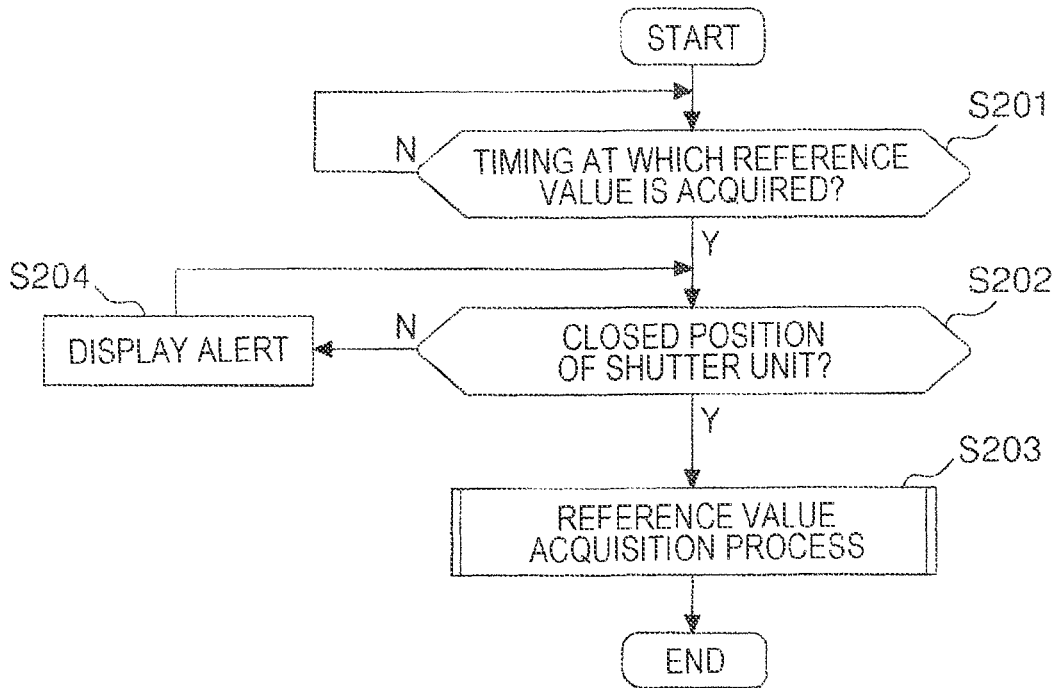 START
S201
N
TIMING AT WHICH REFERENCE
VALUE IS ACQUIRED?
Y
S204
S202
DISPLAY ALERT
N
CLOSED POSITION
OF SHUTTER UNIT?
Y
S203
REFERENCE VALUE
ACQUISITION PROCESS
END